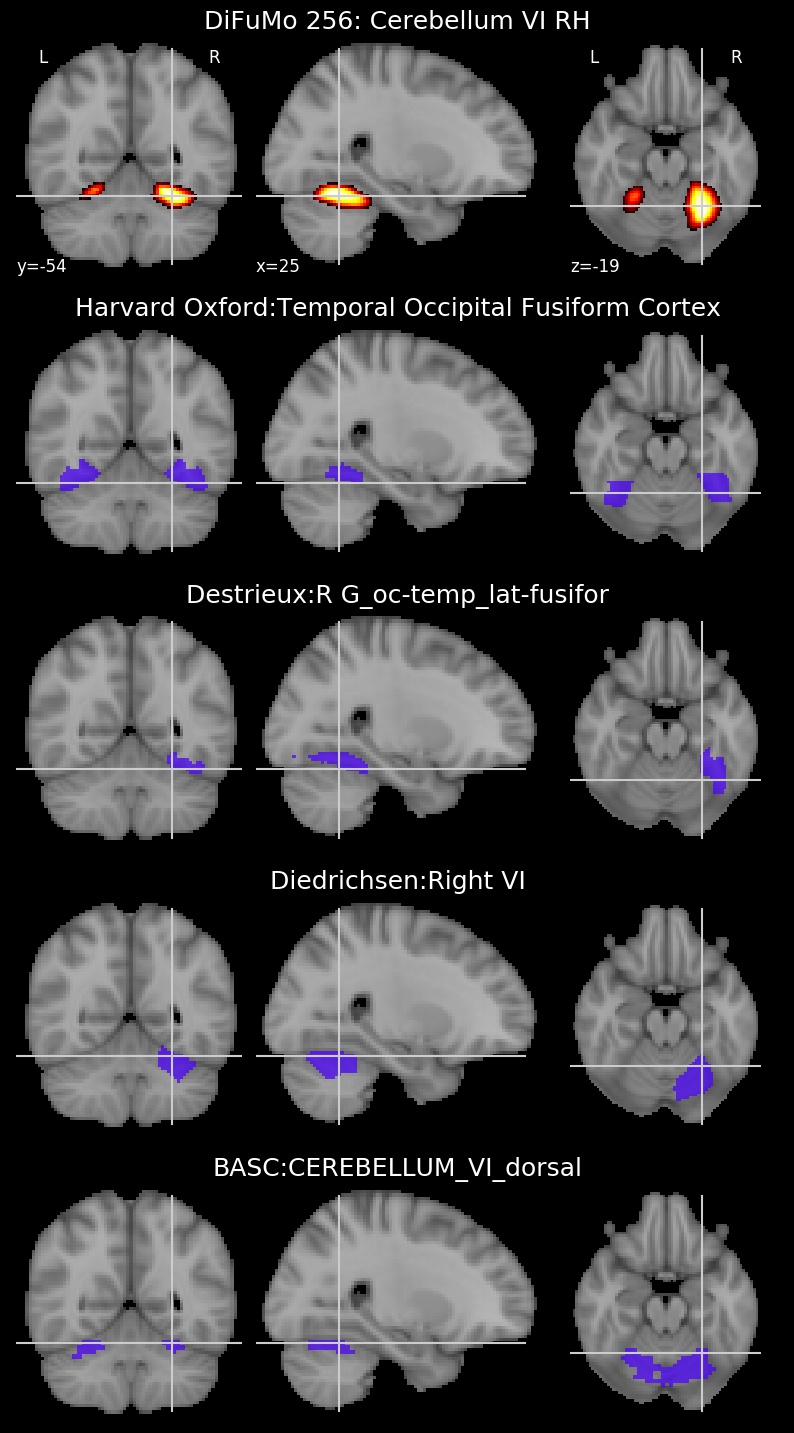 DiFuMo 256: Cerebellum VI RH
L R L R
y=-54 x=25 z=-19
Harvard Oxford:Temporal Occipital Fusiform Cortex
Destrieux:R G_oc-temp_lat-fusifor
Diedrichsen:Right VI
BASC:CEREBELLUM_VI_dorsal